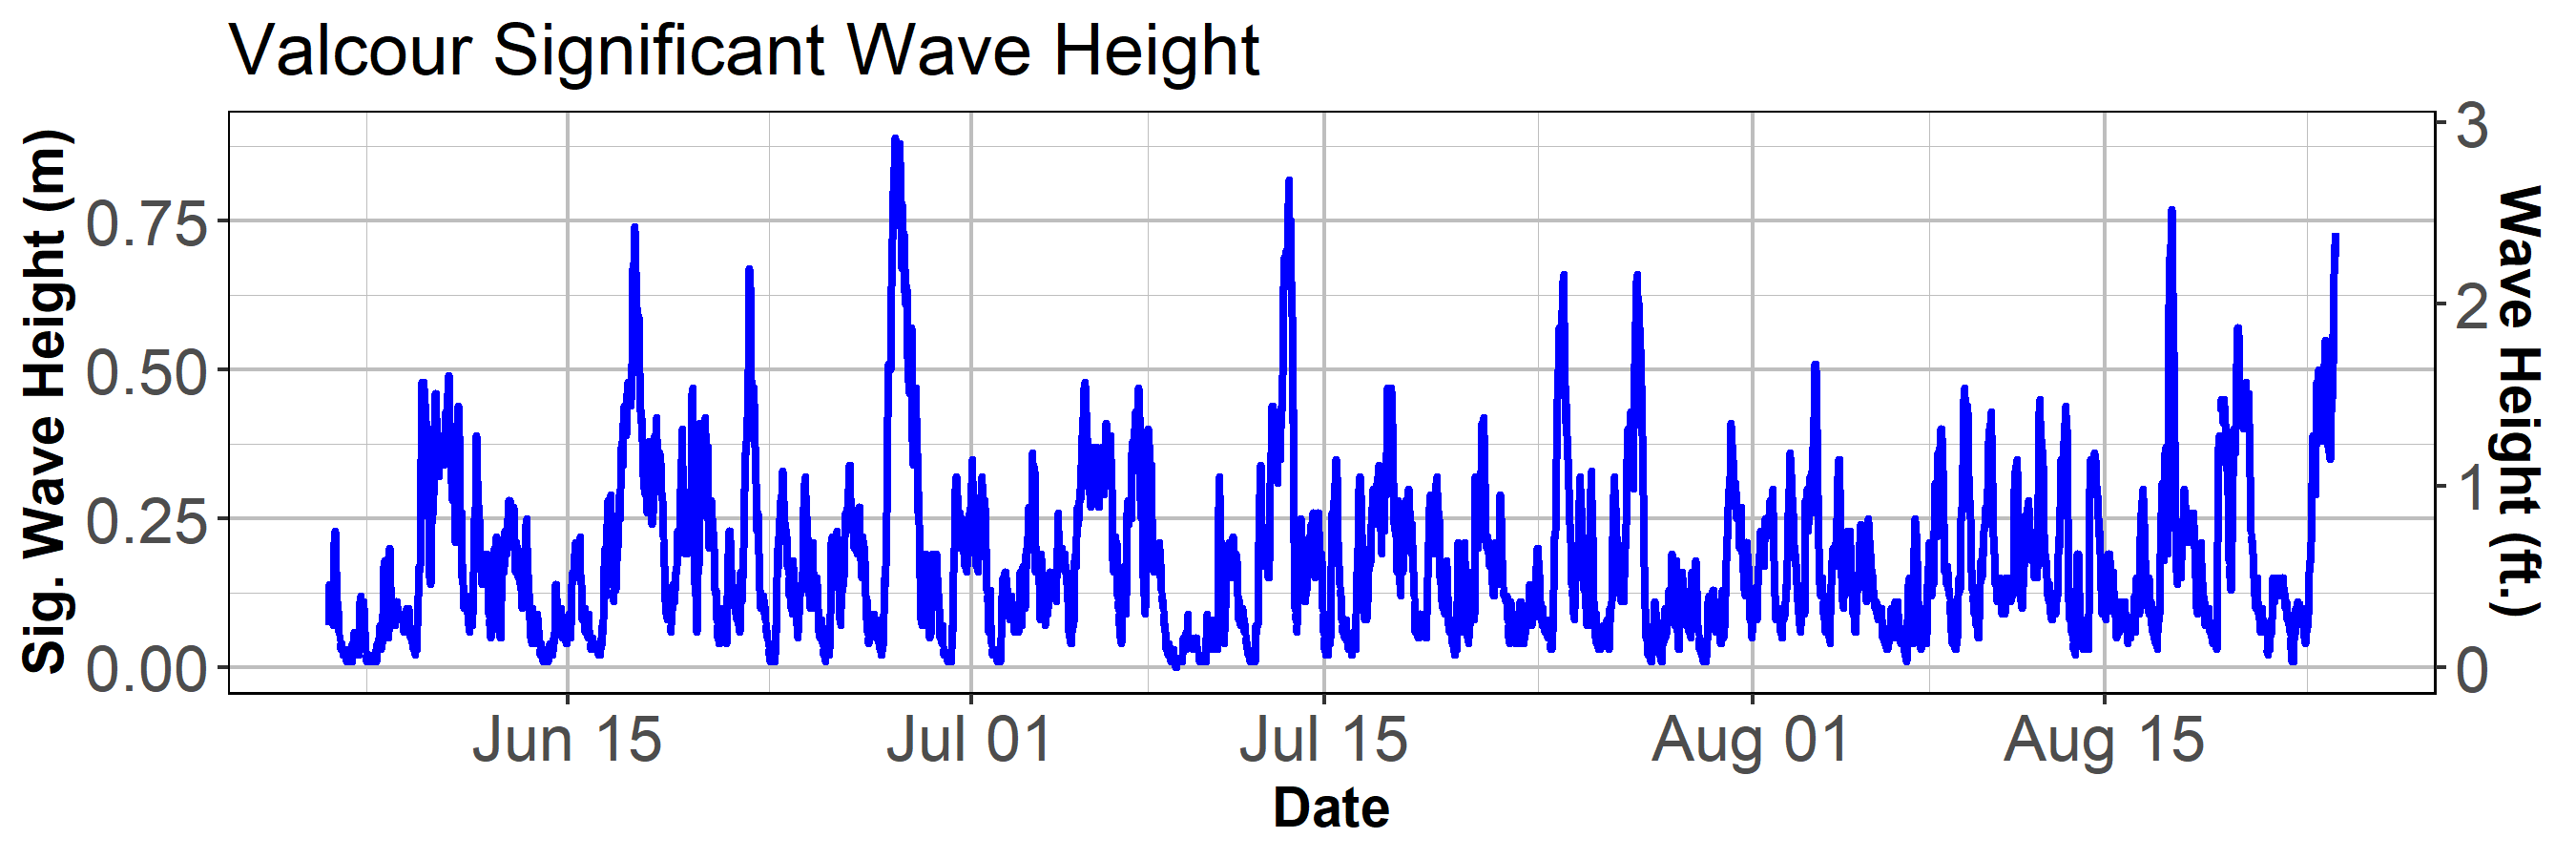 Valcour Significant Wave Height
Sig. Wave Height (m)
0.75
0.50
0.25
0.00
3
2
1
0
Wave Height (ft.)
Jun 15
Jul 01
Jul 15
Aug 01
Aug 15
Date